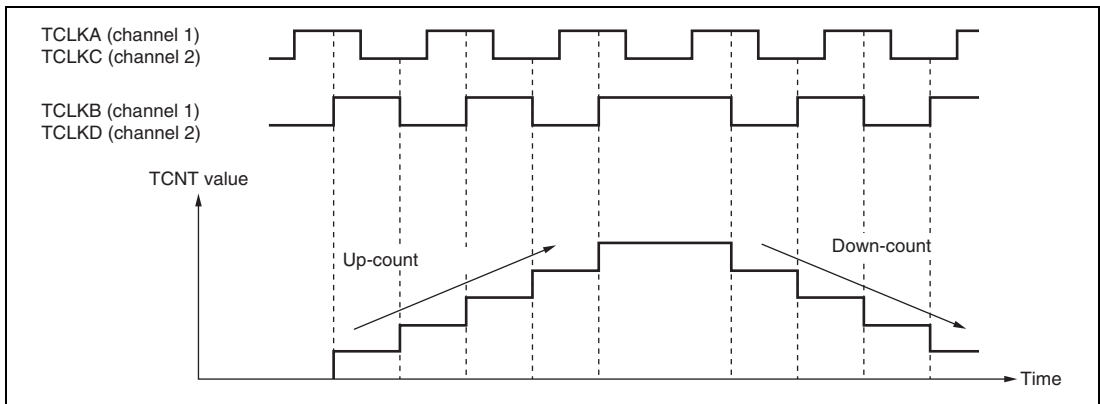 TCLKA (channel 1)
TCLKC (channel 2)
TCLKB (channel 1)
TCLKD (channel 2)
TCNT value
Up-count
Down-count
Time